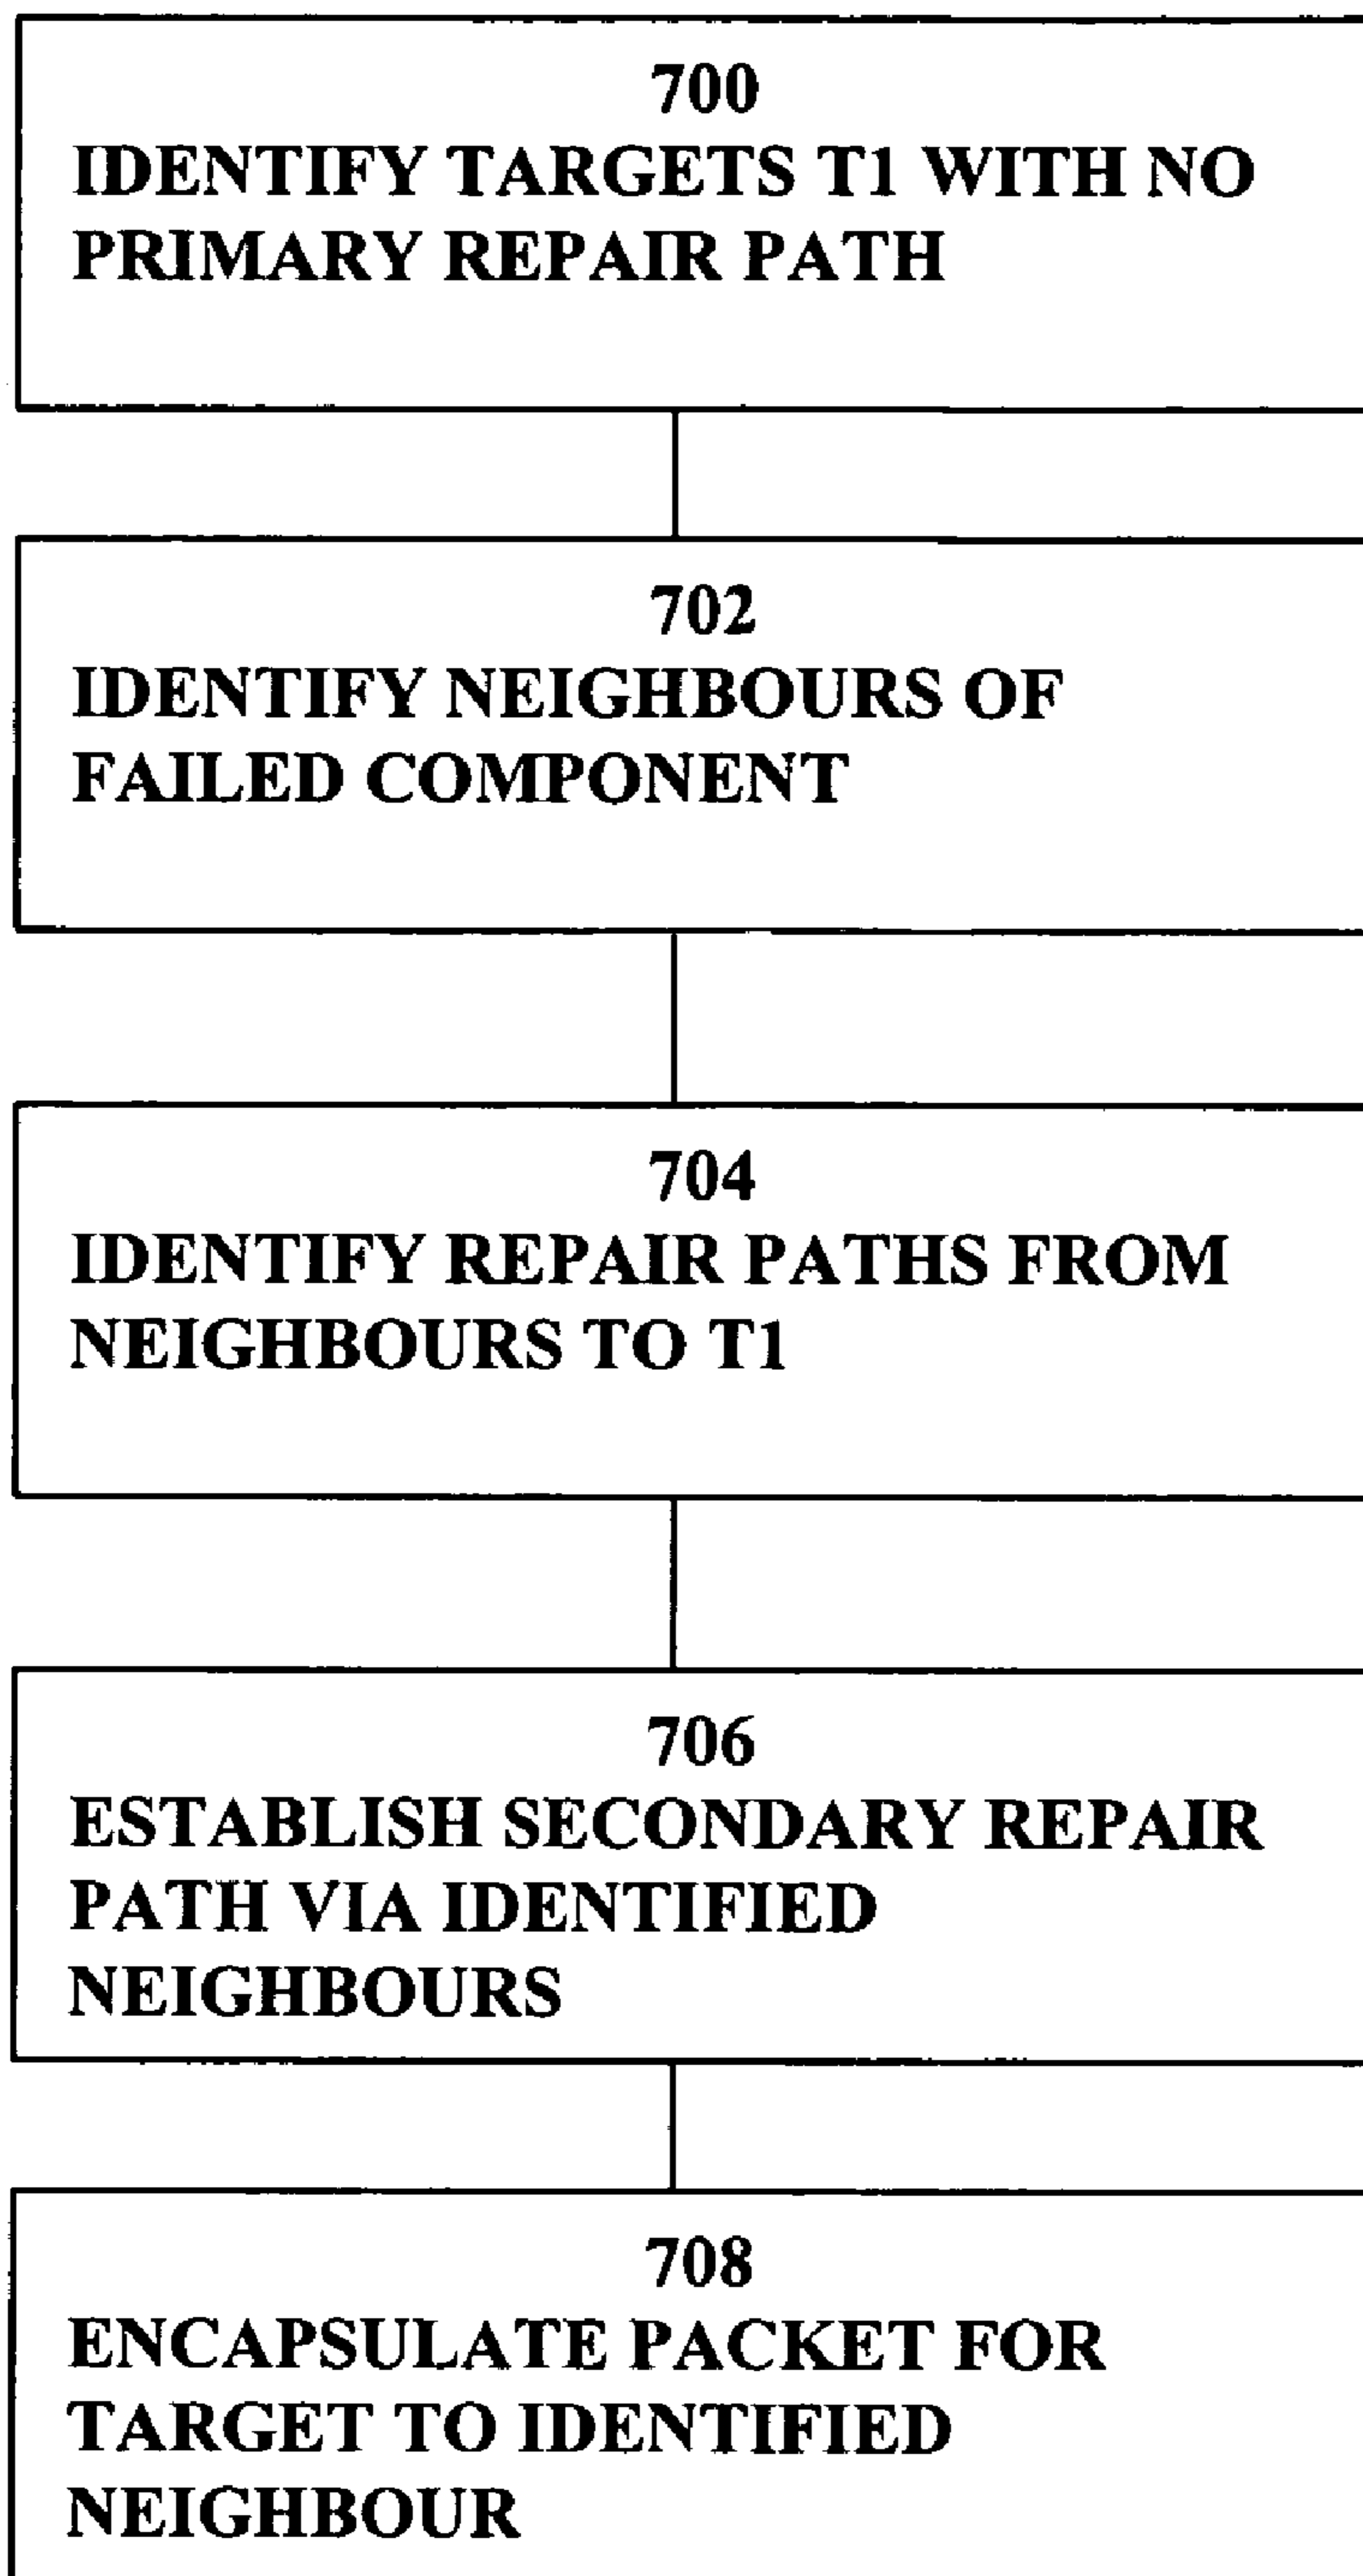 700
IDENTIFY TARGETS T1 WITH NO
PRIMARY REPAIR PATH
702
IDENTIFY NEIGHBOURS OF
FAILED COMPONENT
704
IDENTIFY REPAIR PATHS FROM
NEIGHBOURS TO T1
706
ESTABLISH SECONDARY REPAIR
PATH VIA IDENTIFIED
NEIGHBOURS
708
ENCAPSULATE PACKET FOR
TARGET TO IDENTIFIED
NEIGHBOUR